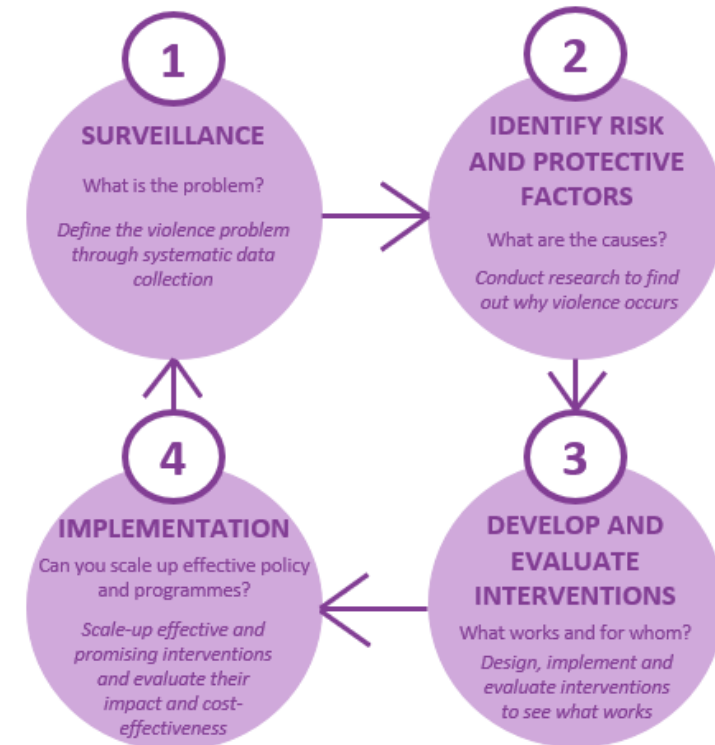 1
SURVEILLANCE
What is the problem?
Define the violence problem
through systematic data
collection
2
IDENTIFY RISK
AND PROTECTIVE
FACTORS
What are the causes?
Conduct research to find
out why violence occurs
3
DEVELOP AND
EVALUATE
INTERVENTIONS
What works and for whom?
Design, implement and
evaluate interventions
to see what works
4
IMPLEMENTATION
Can you scale up effective policy
and programmes?
Scale-up effective and
promising interventions
and evaluate their
impact and cost-
effectiveness